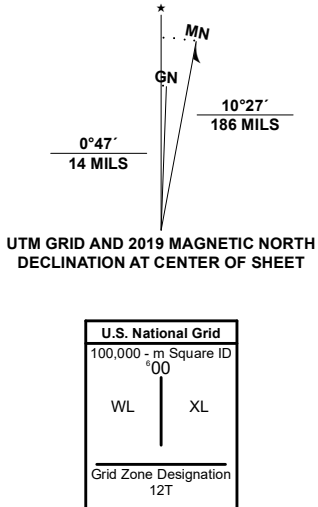 ★
MN
GN
0°47´
14 MILS
10°27´
186 MILS
UTM GRID AND 2019 MAGNETIC NORTH
DECLINATION AT CENTER OF SHEET
U.S. National Grid
100,000 - m Square ID
⁶00
WL XL
Grid Zone Designation
12T